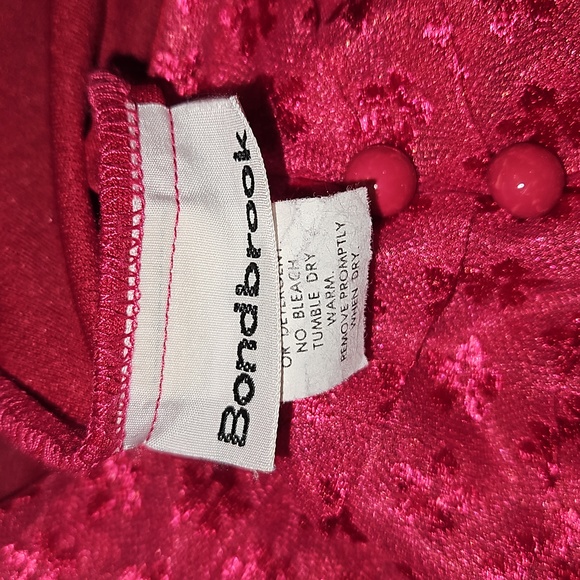 Bondbrook
OR DETERGENT
NO BLEACH.
TUMBLE DRY
WARM.
REMOVE PROMPTLY
WHEN DRY.